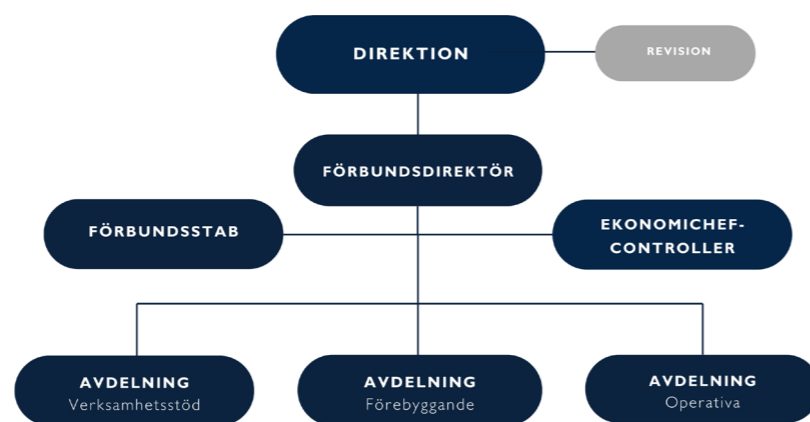 DIREKTION
REVISION
FÖRBUNDSDIREKTÖR
FÖRBUNDSSTAB
EKONOMICHEF-
CONTROLLER
AVDELNING
Verksamhetsstöd
AVDELNING
Förebyggande
AVDELNING
Operativa